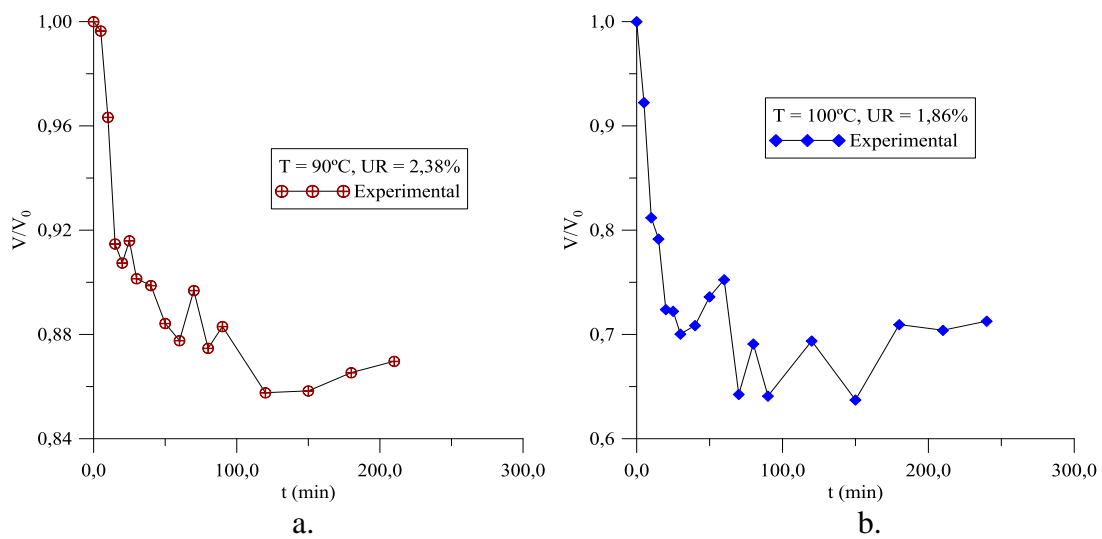 1,00
0,96
0,92
0,88
0,84
V/V0
T = 90ºC, UR = 2,38%
Experimental
0,0 100,0 200,0 300,0
t (min)
a.
1,0
0,9
0,8
0,7
0,6
V/V0
T = 100ºC, UR = 1,86%
Experimental
0,0 100,0 200,0 300,0
t (min)
b.